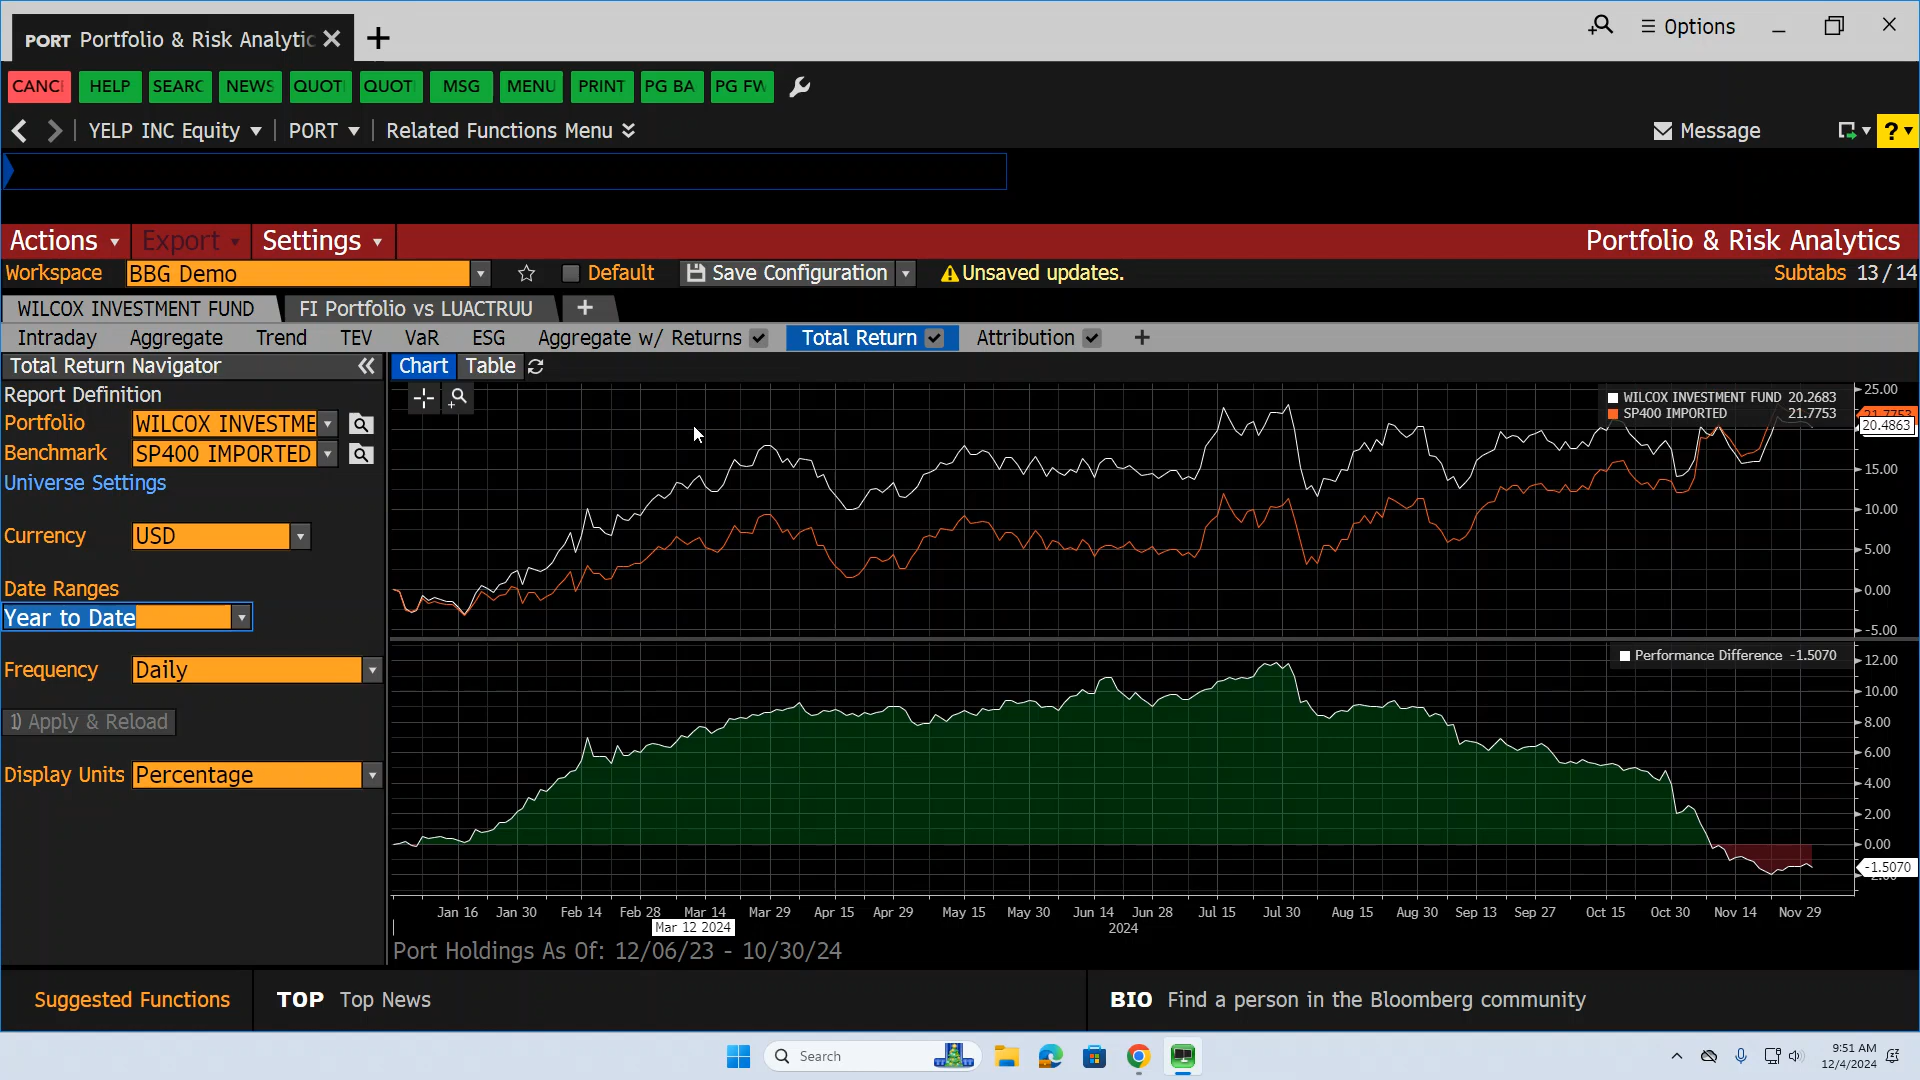 PORT Portfolio & Risk Analytic
Options
CANC HELP SEARC NEWS QUOT QUOT MSG MENU PRINT PG BA PG FW
YELP INC Equity PORT Related Functions Menu Message ?
Actions Export Settings Portfolio & Risk Analytics
Workspace BBG Demo Default Save Configuration Unsaved updates. Subtabs 13 / 14
WILCOX INVESTMENT FUND FI Portfolio vs LUACTRUU +
Intraday Aggregate Trend TEV VaR ESG Aggregate w/ Returns Total Return Attribution +
Total Return Navigator Chart Table
Report Definition
Portfolio WILCOX INVESTME
Benchmark SP400 IMPORTED
Universe Settings
Currency USD
Date Ranges
Year to Date
Frequency Daily
1) Apply & Reload
Display Units Percentage
WILCOX INVESTMENT FUND 20.2683
SP400 IMPORTED 21.7753
25.00
21.7753
20.4863
15.00
10.00
5.00
0.00
-5.00
Performance Difference -1.5070
12.00
10.00
8.00
6.00
4.00
2.00
0.00
-1.5070
Jan 16 Jan 30 Feb 14 Feb 28 Mar 14 Mar 29 Apr 15 Apr 29 May 15 May 30 Jun 14 Jun 28 Jul 15 Jul 30 Aug 15 Aug 30 Sep 13 Sep 27 Oct 15 Oct 30 Nov 14 Nov 29
Mar 12 2024
2024
Port Holdings As Of: 12/06/23 - 10/30/24
Suggested Functions TOP Top News BIO Find a person in the Bloomberg community
Search
9:51 AM
12/4/2024